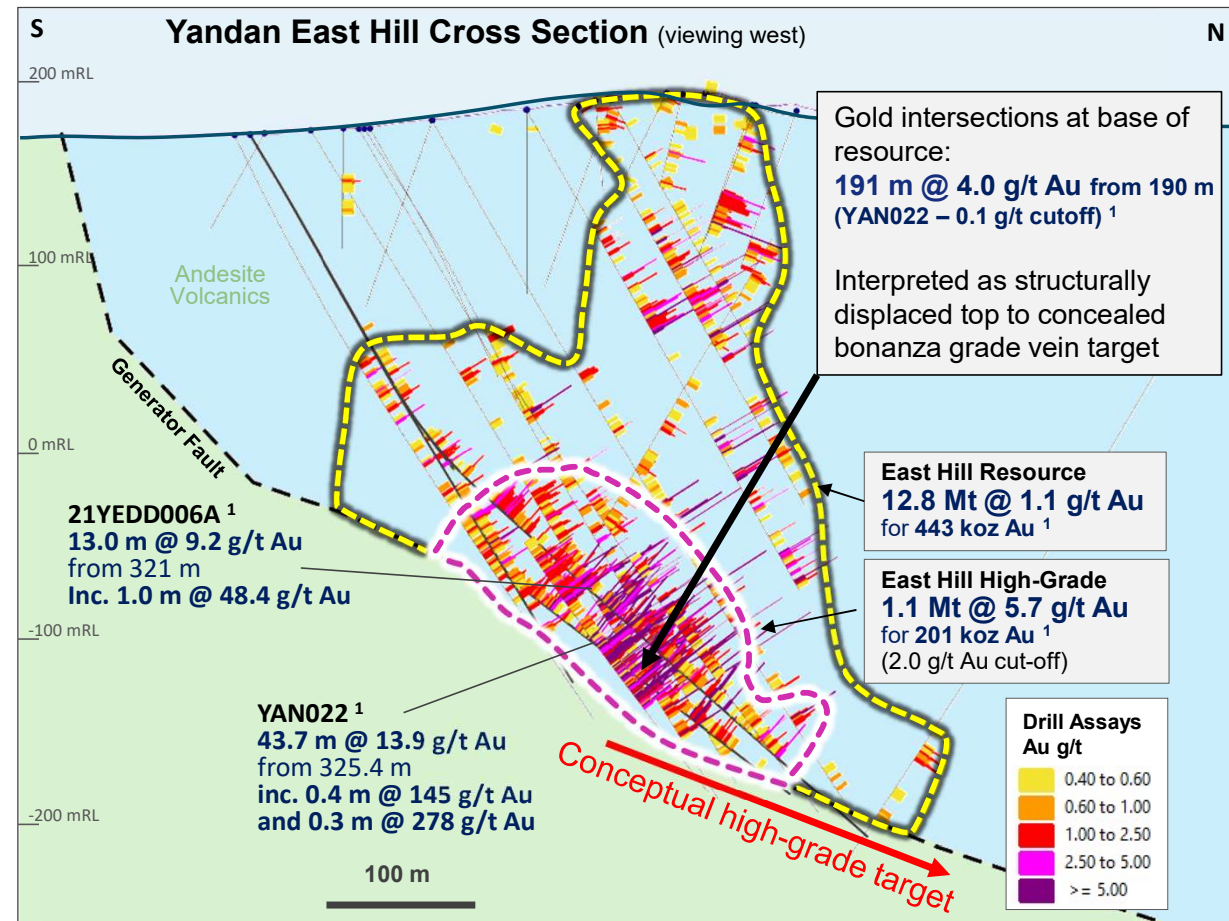 S
Yandan East Hill Cross Section (viewing west)
N
200 mRL
100 mRL
0 mRL
-100 mRL
-200 mRL
Andesite
Volcanics
Generator Fault
Gold intersections at base of
resource:
191 m @ 4.0 g/t Au from 190 m
(YAN022 – 0.1 g/t cutoff) 1
Interpreted as structurally
displaced top to concealed
bonanza grade vein target
East Hill Resource
12.8 Mt @ 1.1 g/t Au
for 443 koz Au 1
East Hill High-Grade
1.1 Mt @ 5.7 g/t Au
for 201 koz Au 1
(2.0 g/t Au cut-off)
21YEDD006A 1
13.0 m @ 9.2 g/t Au
from 321 m
Inc. 1.0 m @ 48.4 g/t Au
YAN022 1
43.7 m @ 13.9 g/t Au
from 325.4 m
inc. 0.4 m @ 145 g/t Au
and 0.3 m @ 278 g/t Au
Conceptual high-grade target
100 m
Drill Assays
Au g/t
0.40 to 0.60
0.60 to 1.00
1.00 to 2.50
2.50 to 5.00
>= 5.00